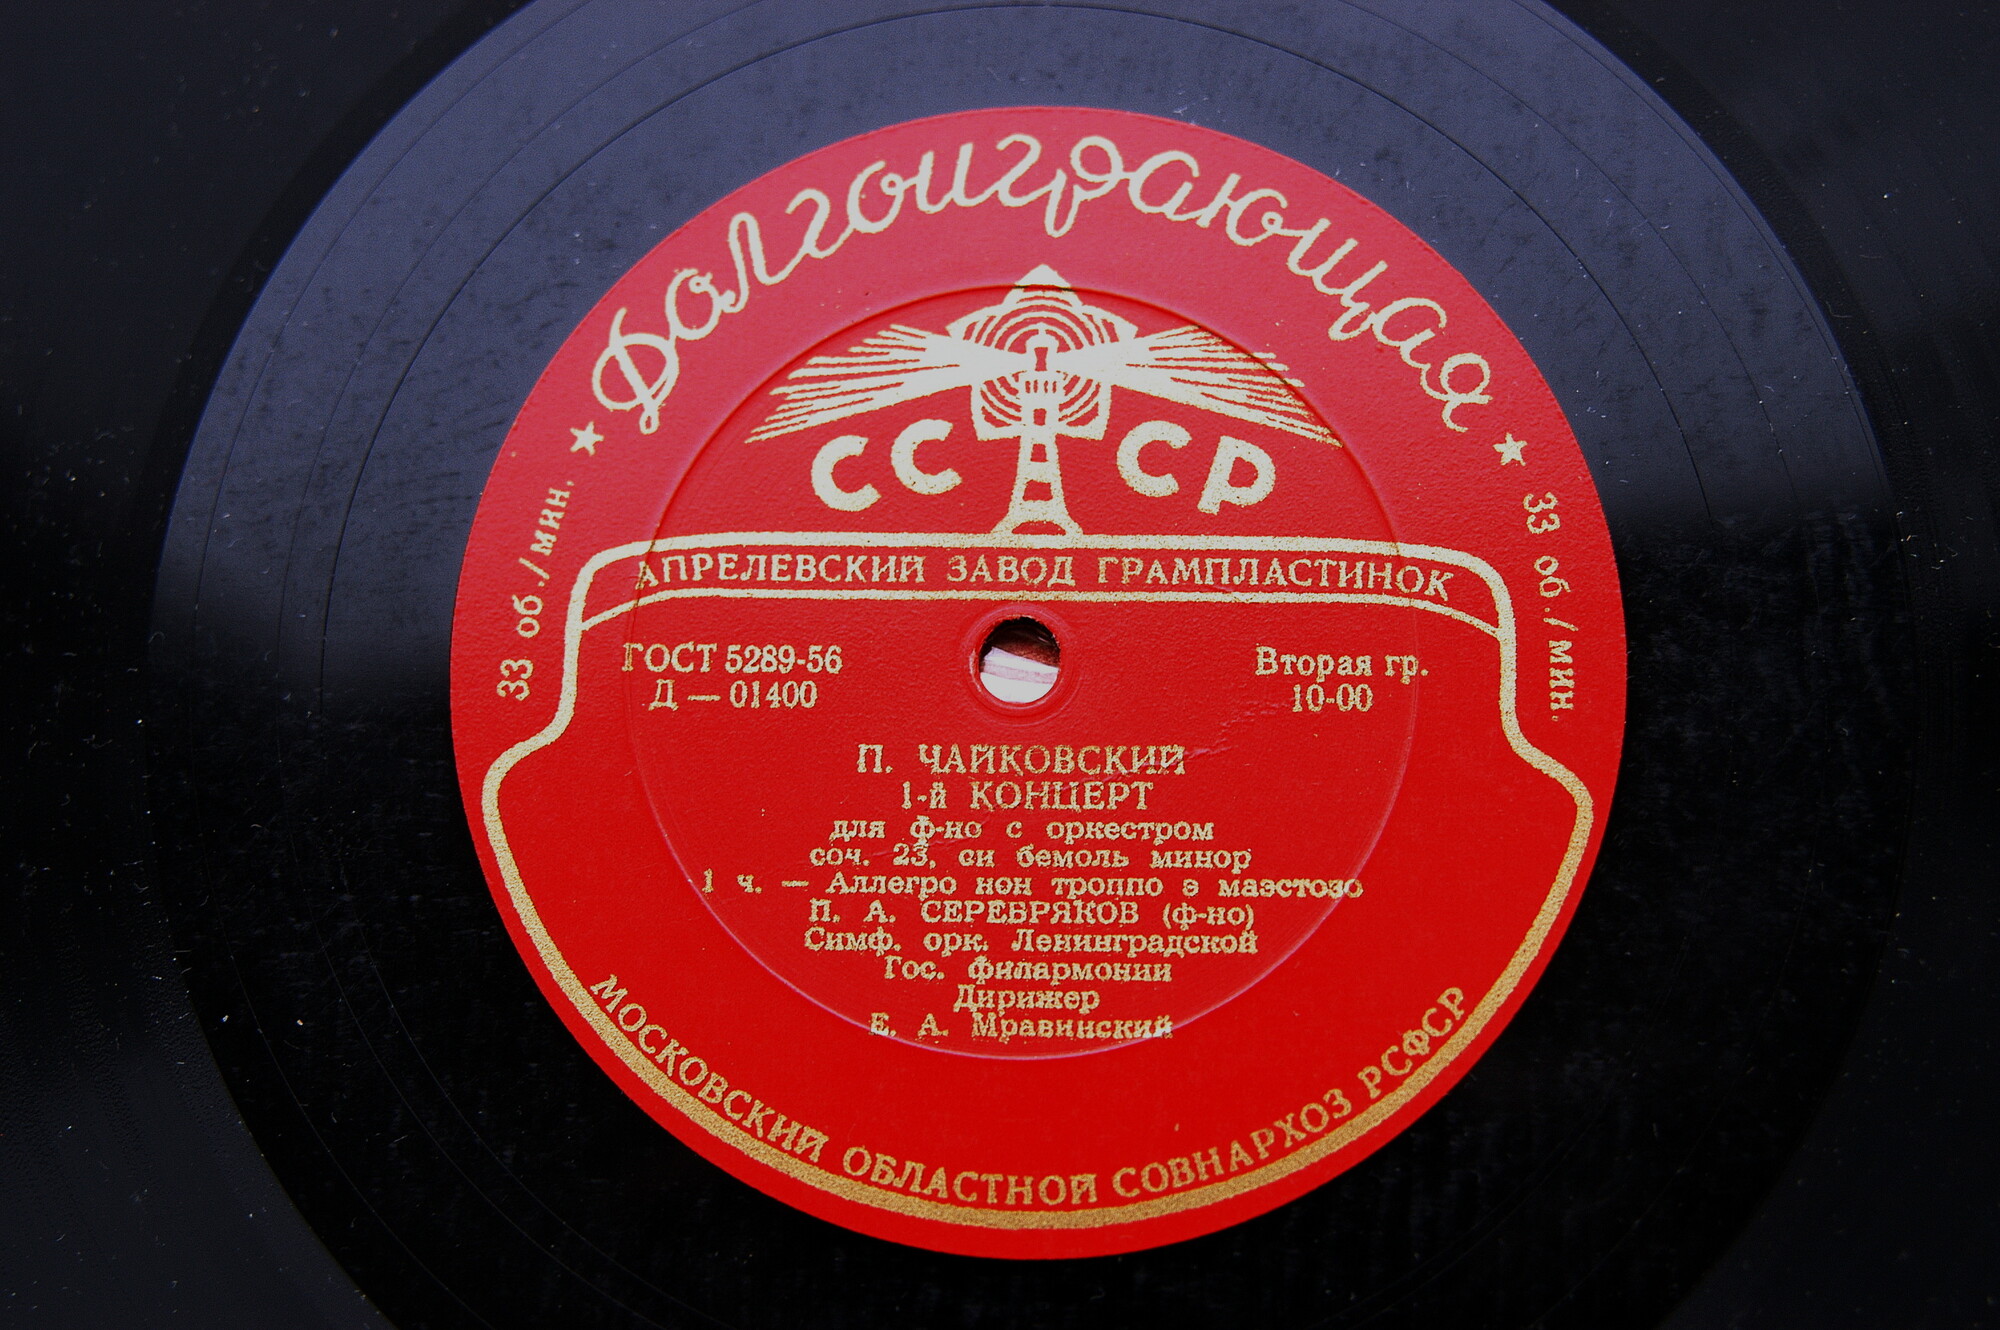 Долгоиграющая
★ 33 об./мин.
★ 33 об./мин.
СССР
АПРЕЛЕВСКИЙ ЗАВОД ГРАМПЛАСТИНОК
ГОСТ 5289-56
Д — 01400
Вторая гр.
10-00
П. ЧАЙКОВСКИЙ
1-й КОНЦЕРТ
для ф-но с оркестром
соч. 23, си бемоль минор
1 ч. — Аллегро нон троппо э маэстозо
П. А. СЕРЕБРЯКОВ (ф-но)
Симф. орк. Ленинградской
Гос. филармонии
Дирижер
Е. А. Мравинский
МОСКОВСКИЙ ОБЛАСТНОЙ СОВНАРХОЗ РСФСР